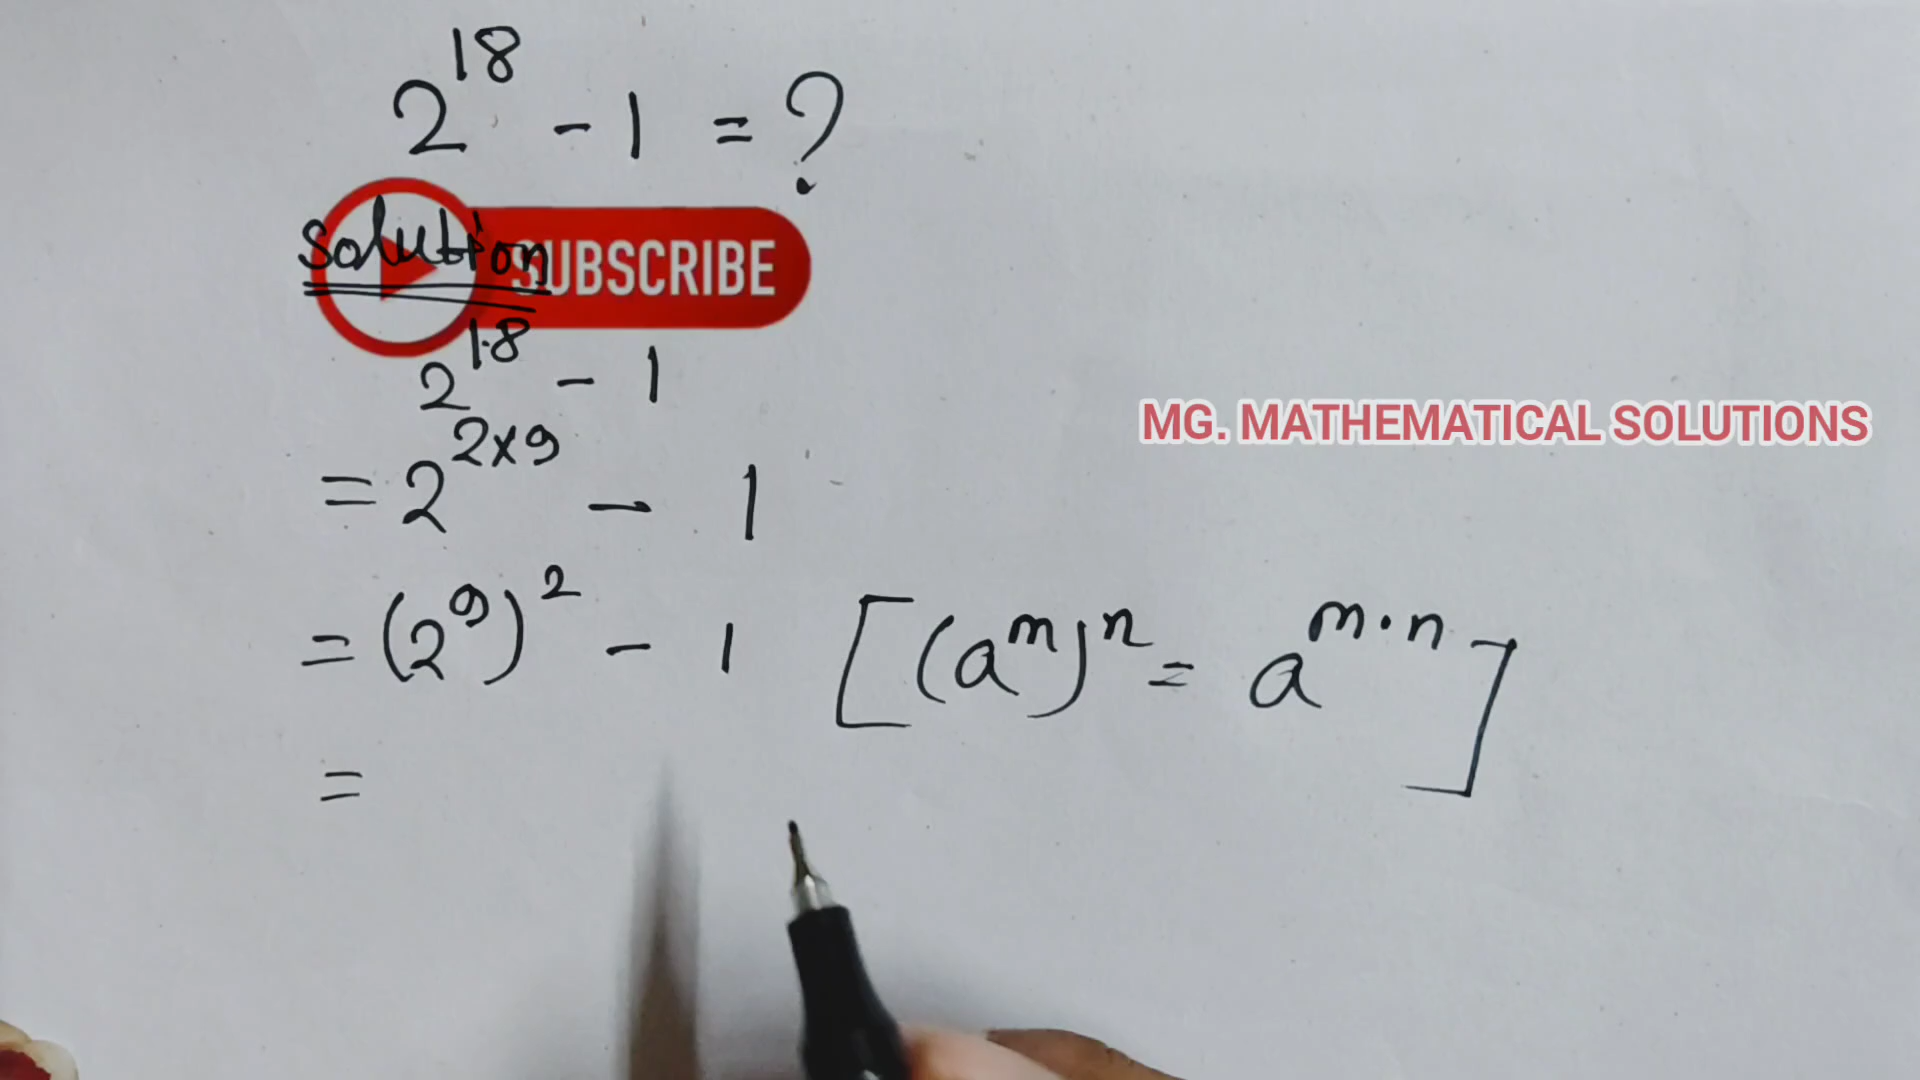 2^18 - 1 = ?
Solution
SUBSCRIBE
2^18 - 1
MG. MATHEMATICAL SOLUTIONS
= 2^2×9 - 1
= (2^9)^2 - 1 [(a^m)^n = a^m·n]
=